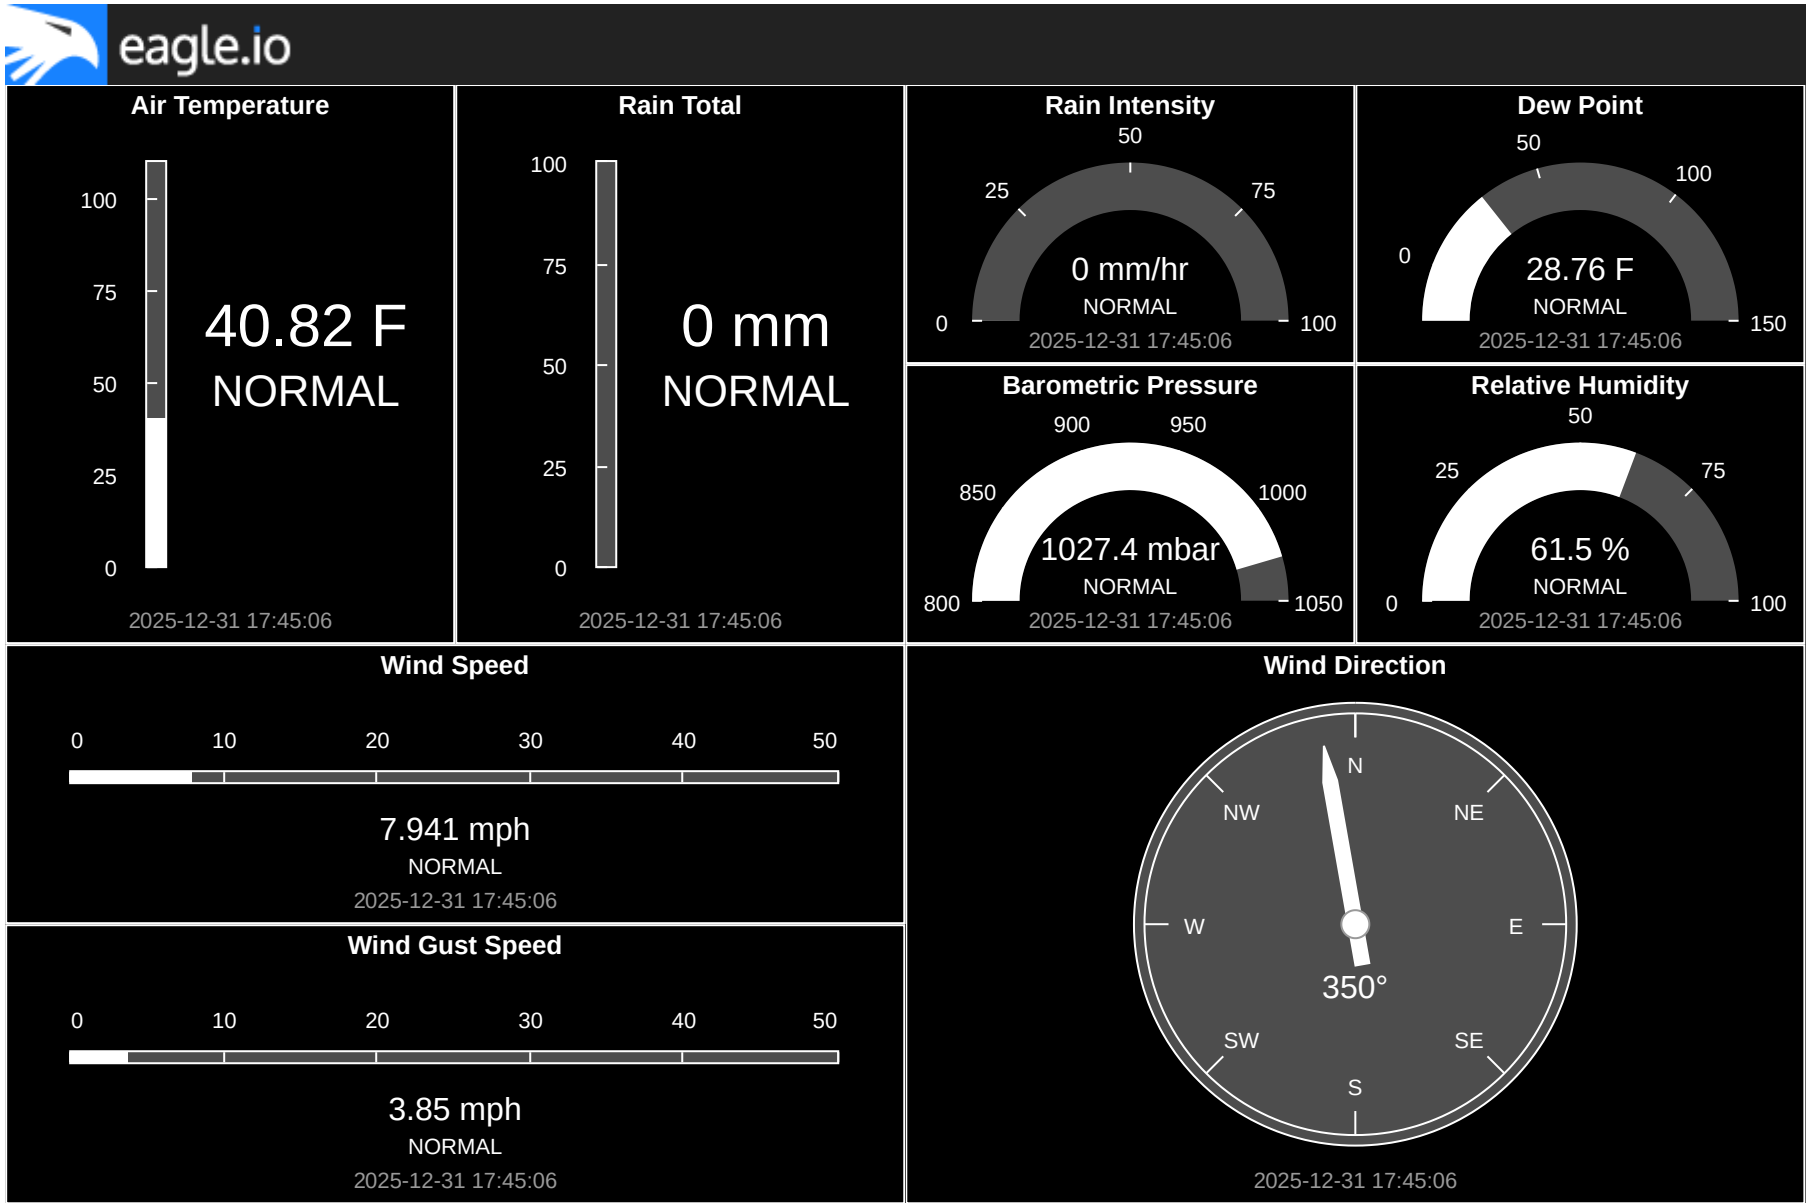 eagle.io
Air Temperature
100
75
50
25
0
40.82 F
NORMAL
2025-12-31 17:45:06
Rain Total
100
75
50
25
0
0 mm
NORMAL
2025-12-31 17:45:06
Rain Intensity
0
25
50
75
100
0 mm/hr
NORMAL
2025-12-31 17:45:06
Dew Point
0
50
100
150
28.76 F
NORMAL
2025-12-31 17:45:06
Barometric Pressure
800
850
900
950
1000
1050
1027.4 mbar
NORMAL
2025-12-31 17:45:06
Relative Humidity
0
25
50
75
100
61.5 %
NORMAL
2025-12-31 17:45:06
Wind Speed
0 10 20 30 40 50
7.941 mph
NORMAL
2025-12-31 17:45:06
Wind Gust Speed
0 10 20 30 40 50
3.85 mph
NORMAL
2025-12-31 17:45:06
Wind Direction
N
NW NE
W E
350°
SW SE
S
2025-12-31 17:45:06